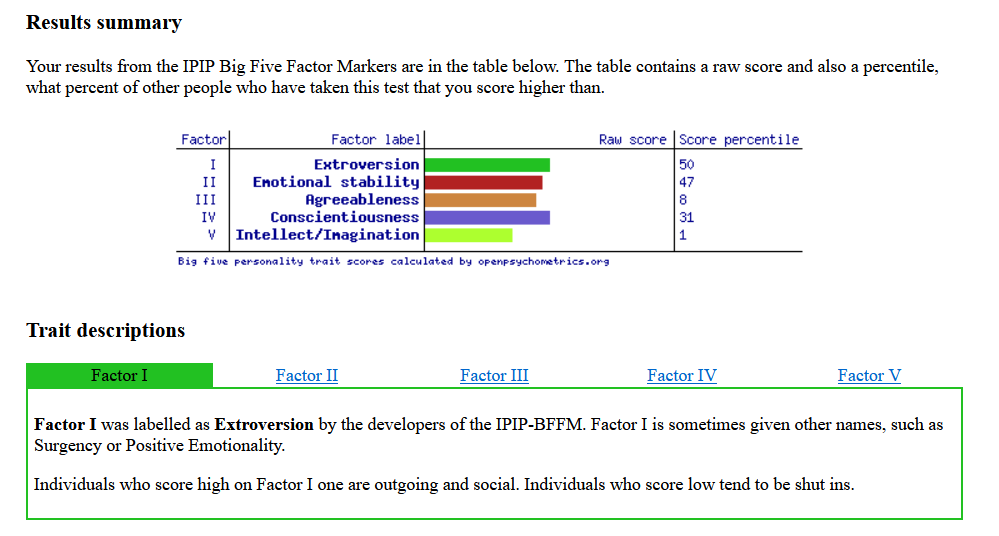 Results summary
Your results from the IPIP Big Five Factor Markers are in the table below. The table contains a raw score and also a percentile,
what percent of other people who have taken this test that you score higher than.
Factor Factor label Raw score Score percentile
I Extroversion 50
II Emotional stability 47
III Agreeableness 8
IV Conscientiousness 31
V Intellect/Imagination 1
Big five personality trait scores calculated by openpsychometrics.org
Trait descriptions
Factor I Factor II Factor III Factor IV Factor V
Factor I was labelled as Extroversion by the developers of the IPIP-BFFM. Factor I is sometimes given other names, such as
Surgency or Positive Emotionality.
Individuals who score high on Factor I one are outgoing and social. Individuals who score low tend to be shut ins.